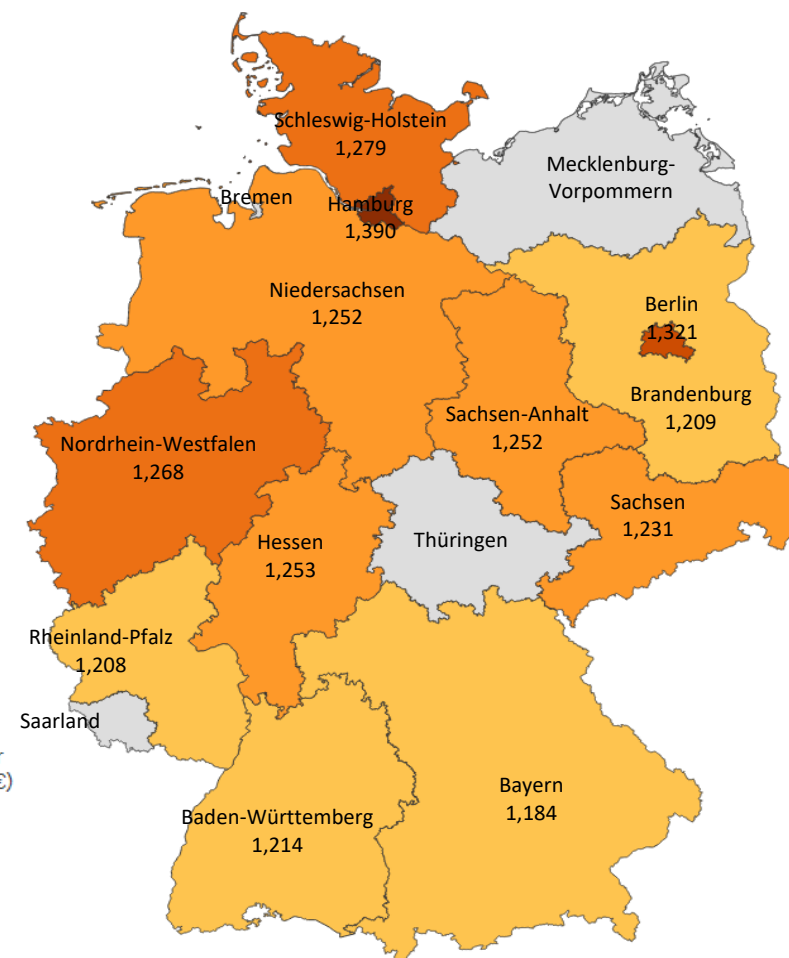 Schleswig-Holstein
1,279
Mecklenburg-
Vorpommern
Bremen
Hamburg
1,390
Niedersachsen
1,252
Berlin
1,321
Brandenburg
1,209
Sachsen-Anhalt
1,252
Nordrhein-Westfalen
1,268
Sachsen
1,231
Hessen
1,253
Thüringen
Rheinland-Pfalz
1,208
Saarland
€)
Bayern
1,184
Baden-Württemberg
1,214